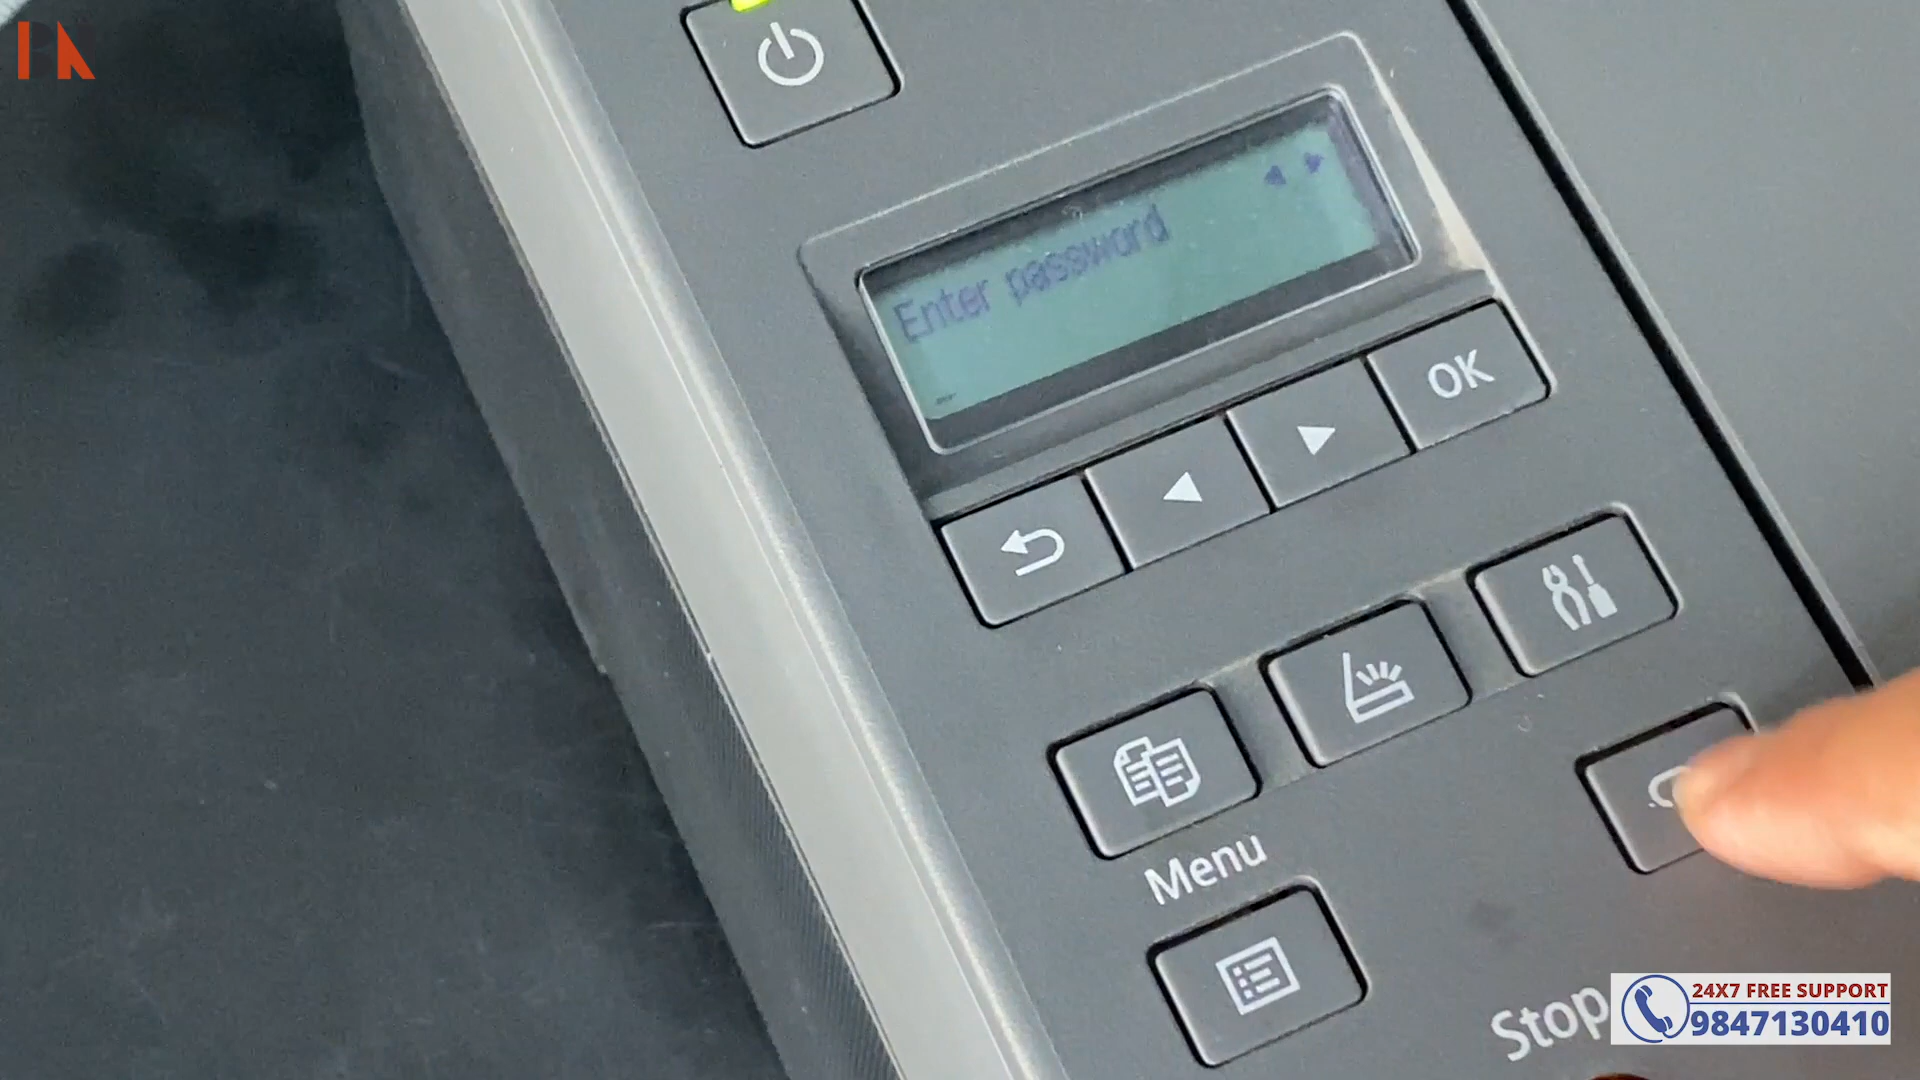 Enter password
OK
Menu
Stop
24X7 FREE SUPPORT
9847130410